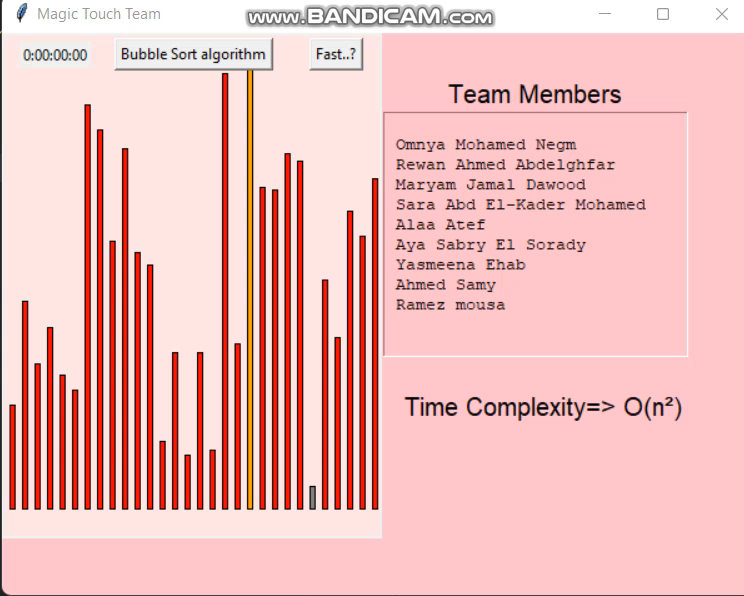 Magic Touch Team
www.BANDICAM.com
0:00:00:00
Bubble Sort algorithm
Fast..?
Team Members
Omnya Mohamed Negm
Rewan Ahmed Abdelghfar
Maryam Jamal Dawood
Sara Abd El-Kader Mohamed
Alaa Atef
Aya Sabry El Sorady
Yasmeena Ehab
Ahmed Samy
Ramez mousa
Time Complexity=> O(n²)